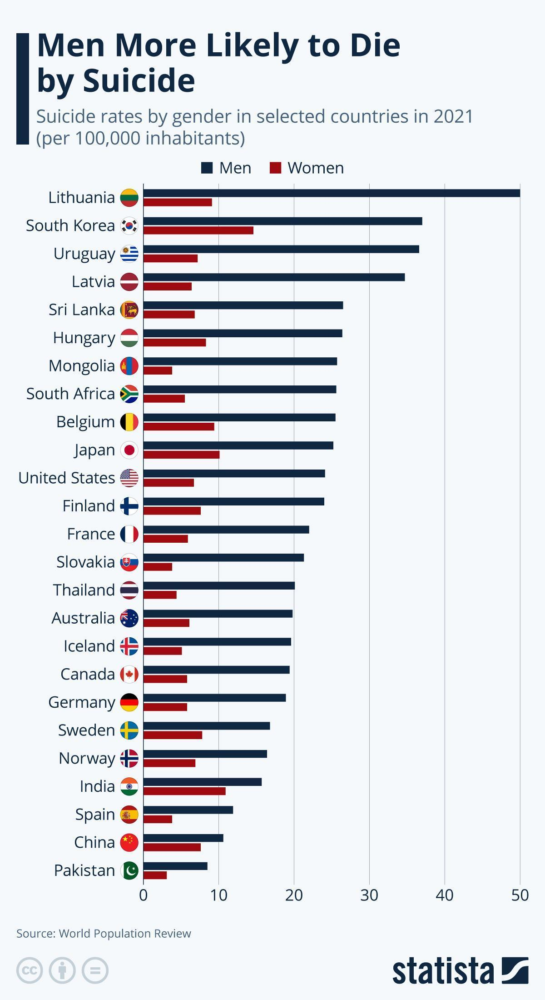 Men More Likely to Die
by Suicide
Suicide rates by gender in selected countries in 2021
(per 100,000 inhabitants)
Men Women
Lithuania
South Korea
Uruguay
Latvia
Sri Lanka
Hungary
Mongolia
South Africa
Belgium
Japan
United States
Finland
France
Slovakia
Thailand
Australia
Iceland
Canada
Germany
Sweden
Norway
India
Spain
China
Pakistan
0 10 20 30 40 50
Source: World Population Review
cc
statista